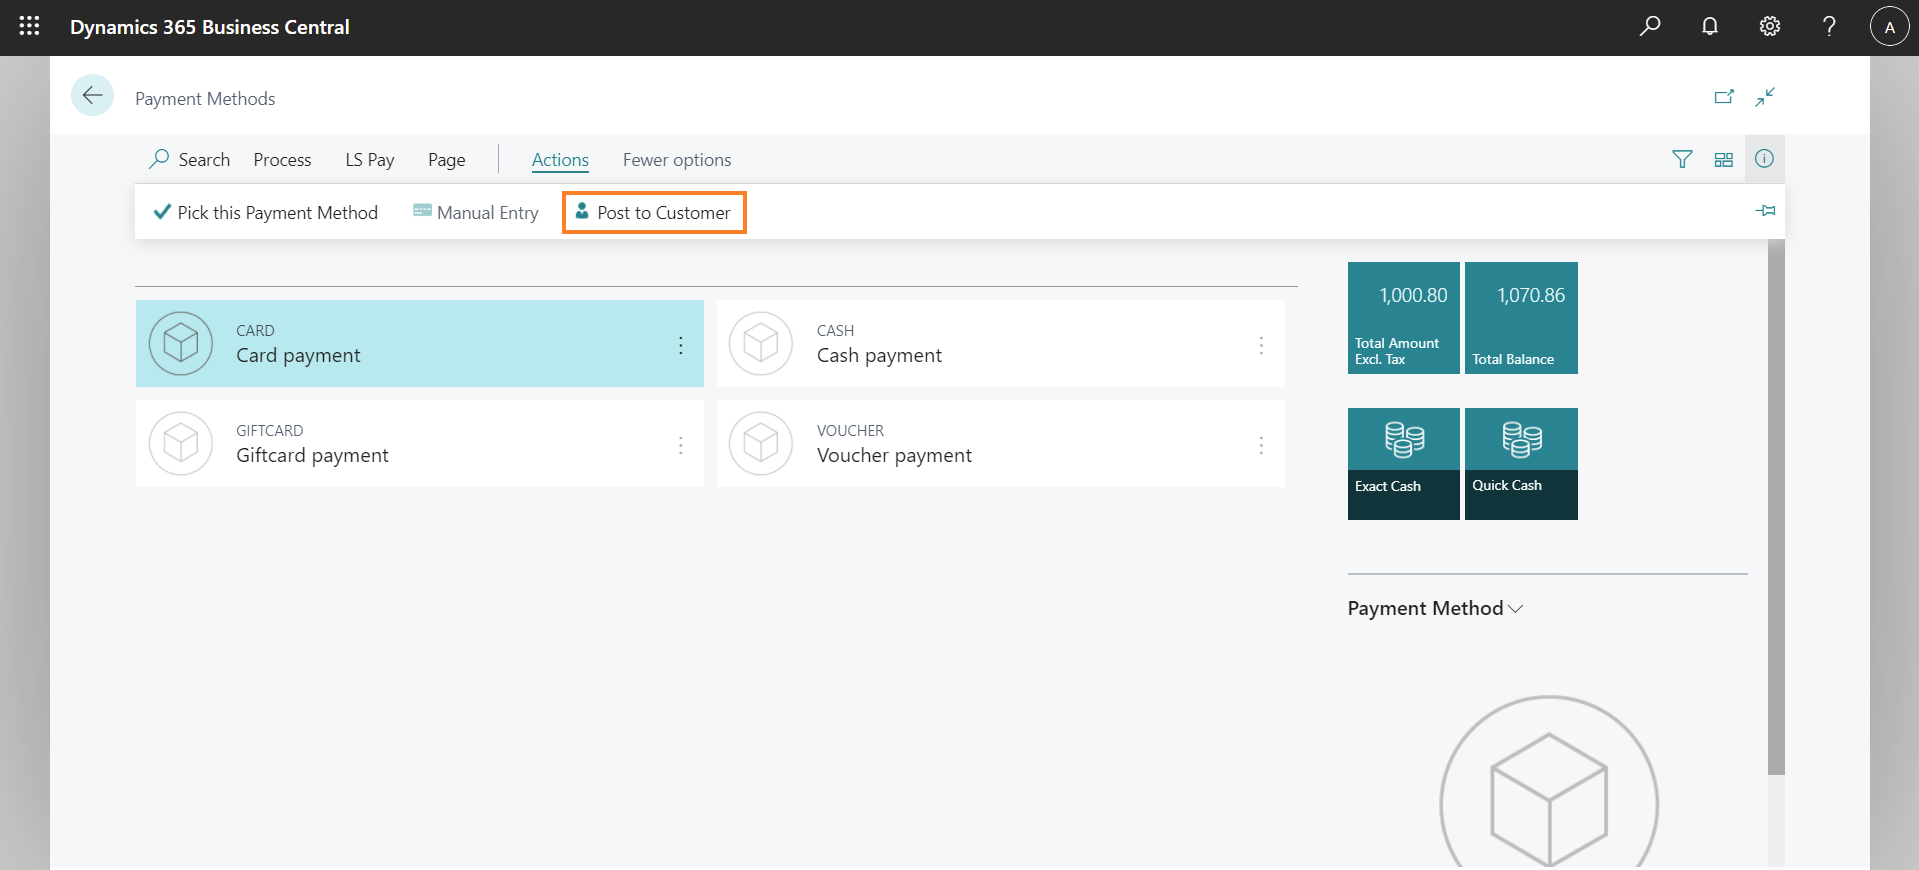 Dynamics 365 Business Central
?
A
Payment Methods
Search Process LS Pay Page Actions Fewer options
Pick this Payment Method Manual Entry Post to Customer
CARD
Card payment
CASH
Cash payment
GIFTCARD
Giftcard payment
VOUCHER
Voucher payment
1,000.80
Total Amount
Excl. Tax
1,070.86
Total Balance
Exact Cash
Quick Cash
Payment Method